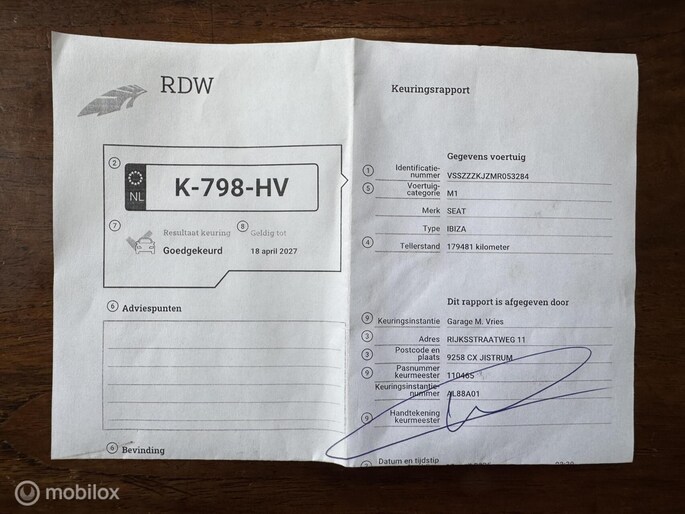 RDW
Keuringsrapport
2
NL
K-798-HV
7 Resultaat keuring
Goedgekeurd
8 Geldig tot
18 april 2027
6 Adviespunten
6 Bevinding
Gegevens voertuig
1 Identificatie-
nummer VSSZZZKJZMR053284
5 Voertuig-
categorie M1
Merk SEAT
Type IBIZA
4 Tellerstand 179481 kilometer
Dit rapport is afgegeven door
9 Keuringsinstantie Garage M. Vries
3 Adres RIJKSSTRAATWEG 11
3 Postcode en
plaats 9258 CX JISTRUM
9 Pasnummer
keurmeester 110465
Keuringsinstantie-
nummer AL88A01
9 Handtekening
keurmeester
Datum en tijdstip
mobilox